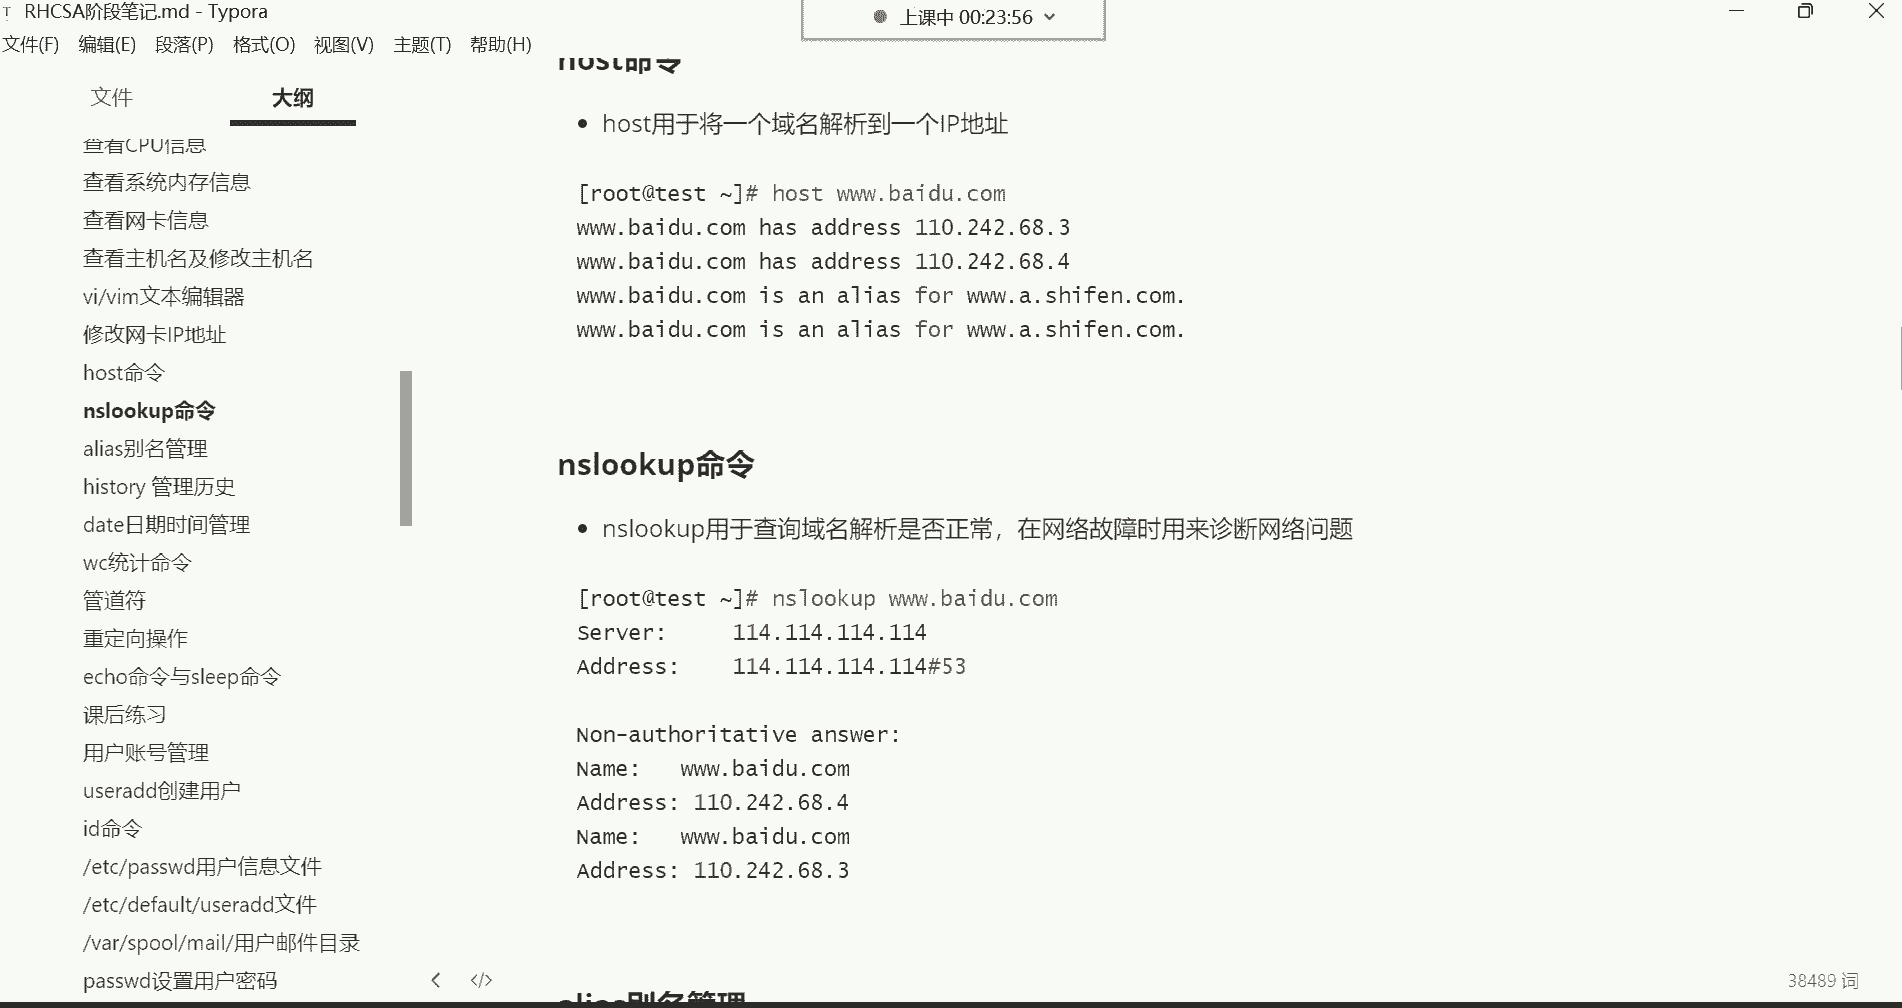 RHCSA阶段笔记.md - Typora
上课中 00:23:56
文件(F) 编辑(E) 段落(P) 格式(O) 视图(V) 主题(T) 帮助(H)
文件 大纲
查看CPU信息
查看系统内存信息
查看网卡信息
查看主机名及修改主机名
vi/vim文本编辑器
修改网卡IP地址
host命令
nslookup命令
alias别名管理
history 管理历史
date日期时间管理
wc统计命令
管道符
重定向操作
echo命令与sleep命令
课后练习
用户账号管理
useradd创建用户
id命令
/etc/passwd用户信息文件
/etc/default/useradd文件
/var/spool/mail/用户邮件目录
passwd设置用户密码
host命令
host用于将一个域名解析到一个IP地址
[root@test ~]# host www.baidu.com
www.baidu.com has address 110.242.68.3
www.baidu.com has address 110.242.68.4
www.baidu.com is an alias for www.a.shifen.com.
www.baidu.com is an alias for www.a.shifen.com.
nslookup命令
nslookup用于查询域名解析是否正常，在网络故障时用来诊断网络问题
[root@test ~]# nslookup www.baidu.com
Server: 114.114.114.114
Address: 114.114.114.114#53
Non-authoritative answer:
Name: www.baidu.com
Address: 110.242.68.4
Name: www.baidu.com
Address: 110.242.68.3
alias别名管理
38489 词